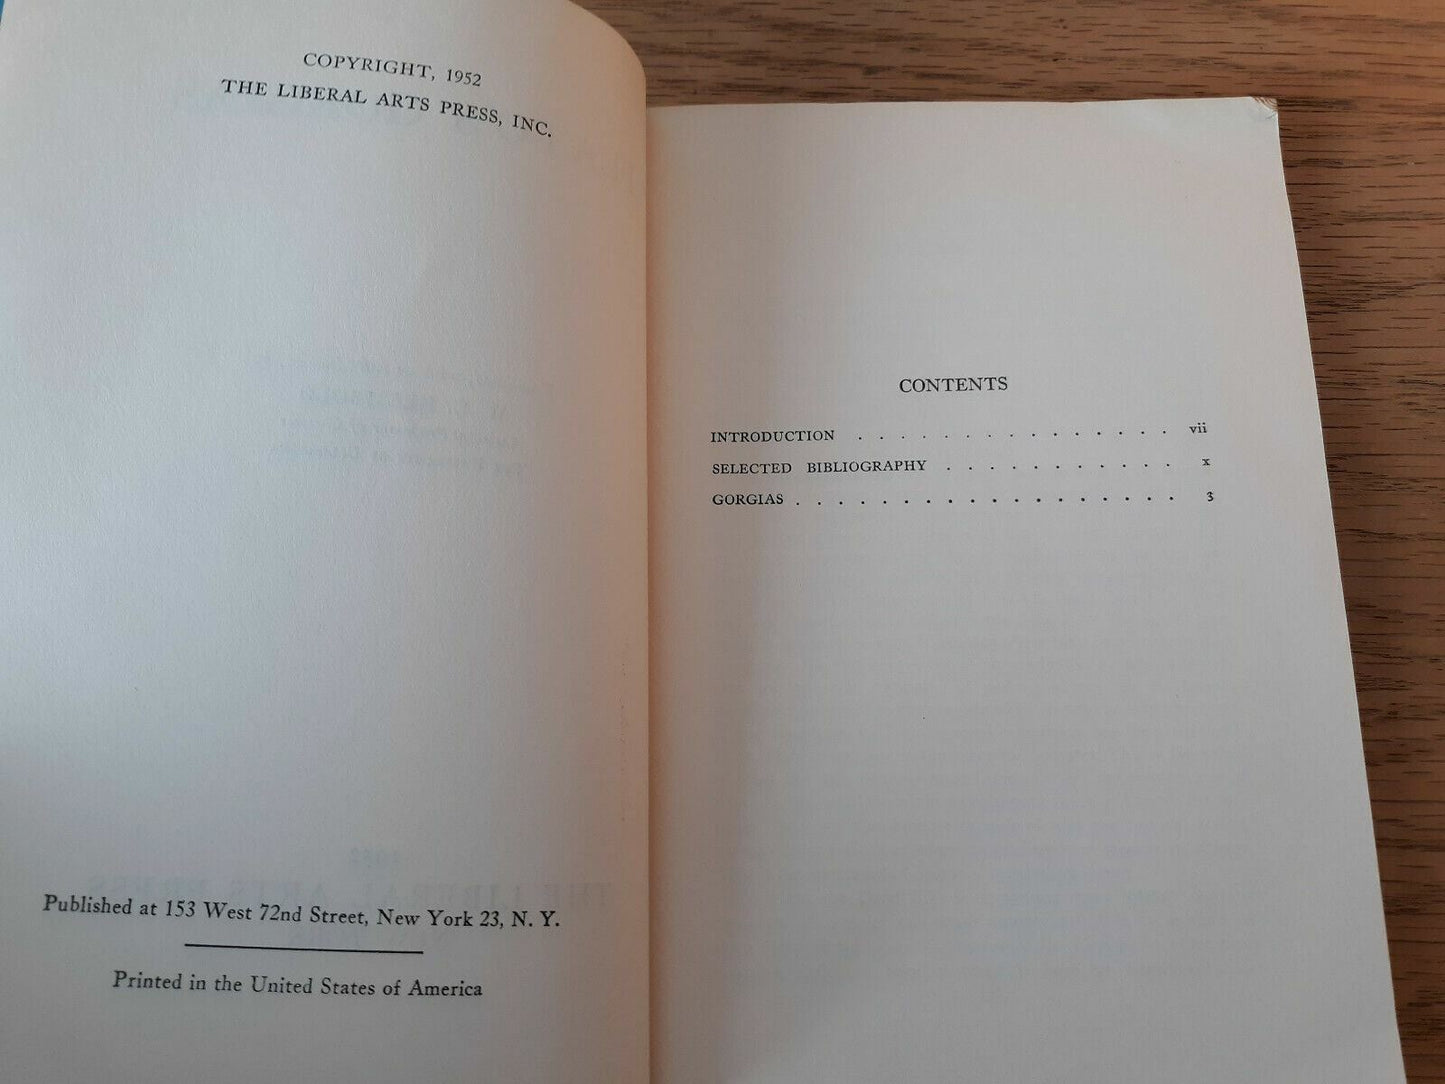 COPYRIGHT, 1952
THE LIBERAL ARTS PRESS, INC.
Published at 153 West 72nd Street, New York 23, N. Y.
Printed in the United States of America
CONTENTS
INTRODUCTION . . . . . . . . . . . . . . . vii
SELECTED BIBLIOGRAPHY . . . . . . . . . . . x
GORGIAS . . . . . . . . . . . . . . . . . . 3